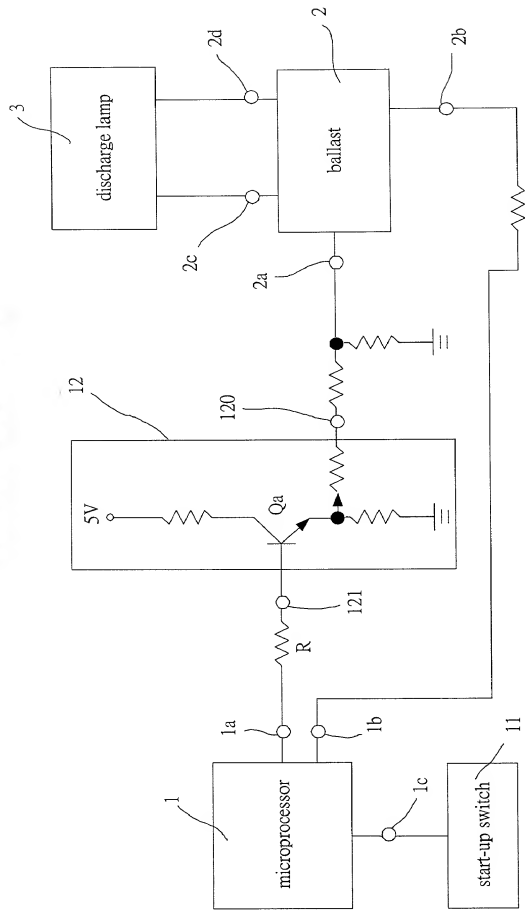 3
discharge lamp
2d
2c
2
ballast
2b
2a
120
12
5V
Qa
121
R
1a
1b
1
microprocessor
1c
11
start-up switch